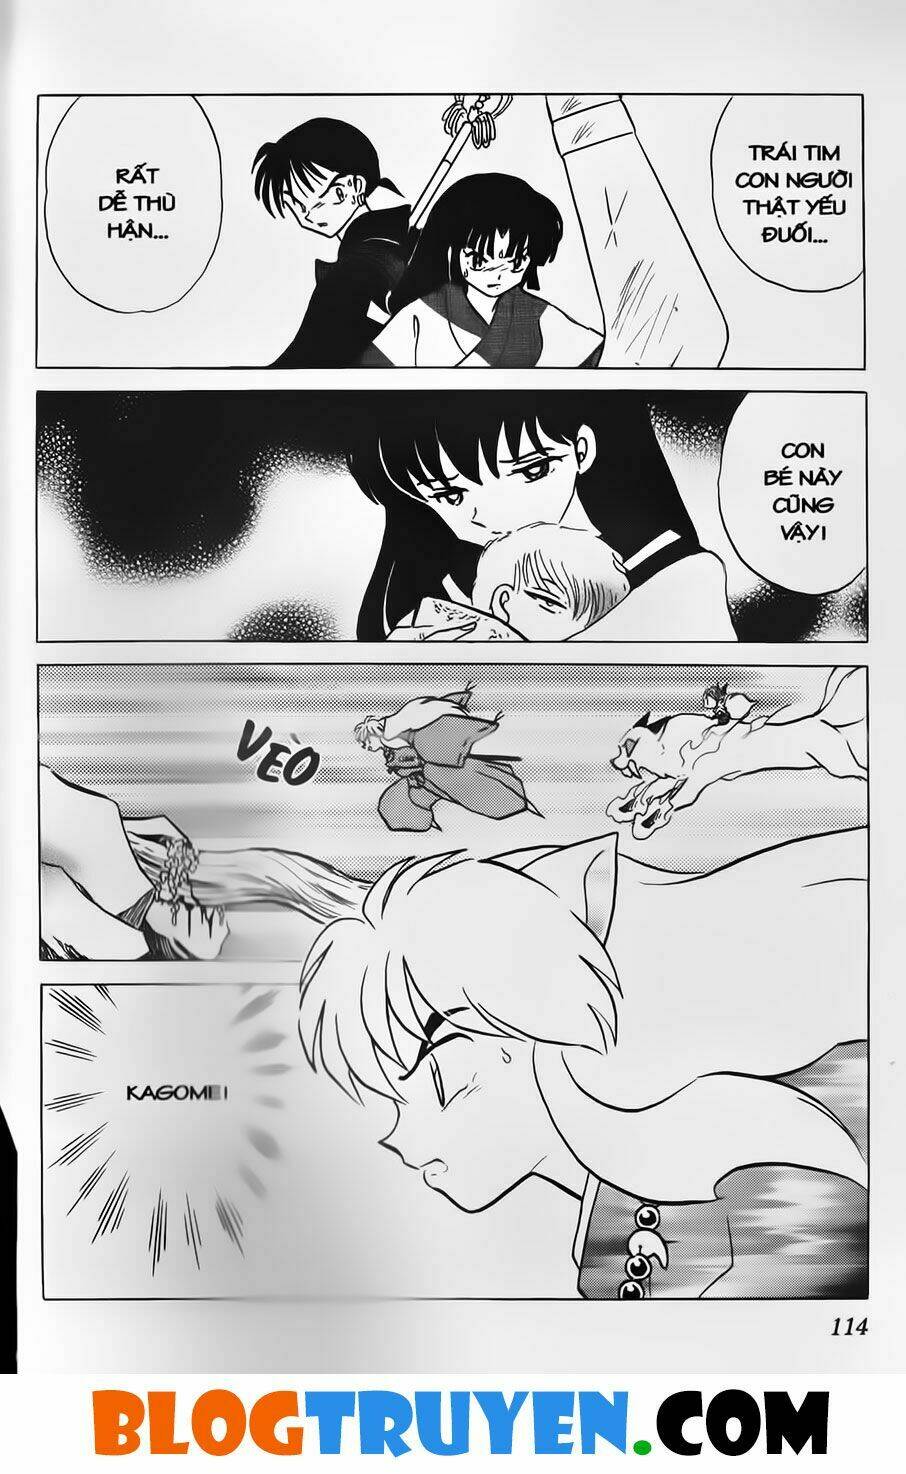 TRÁI TIM
CON NGƯỜI
THẬT YẾU
ĐUỐI...
RẤT
DỄ THÙ
HẬN...
CON
BÉ NÀY
CŨNG
VẬY!
VÈO
KAGOME!
114
BLOGTRUYEN.COM